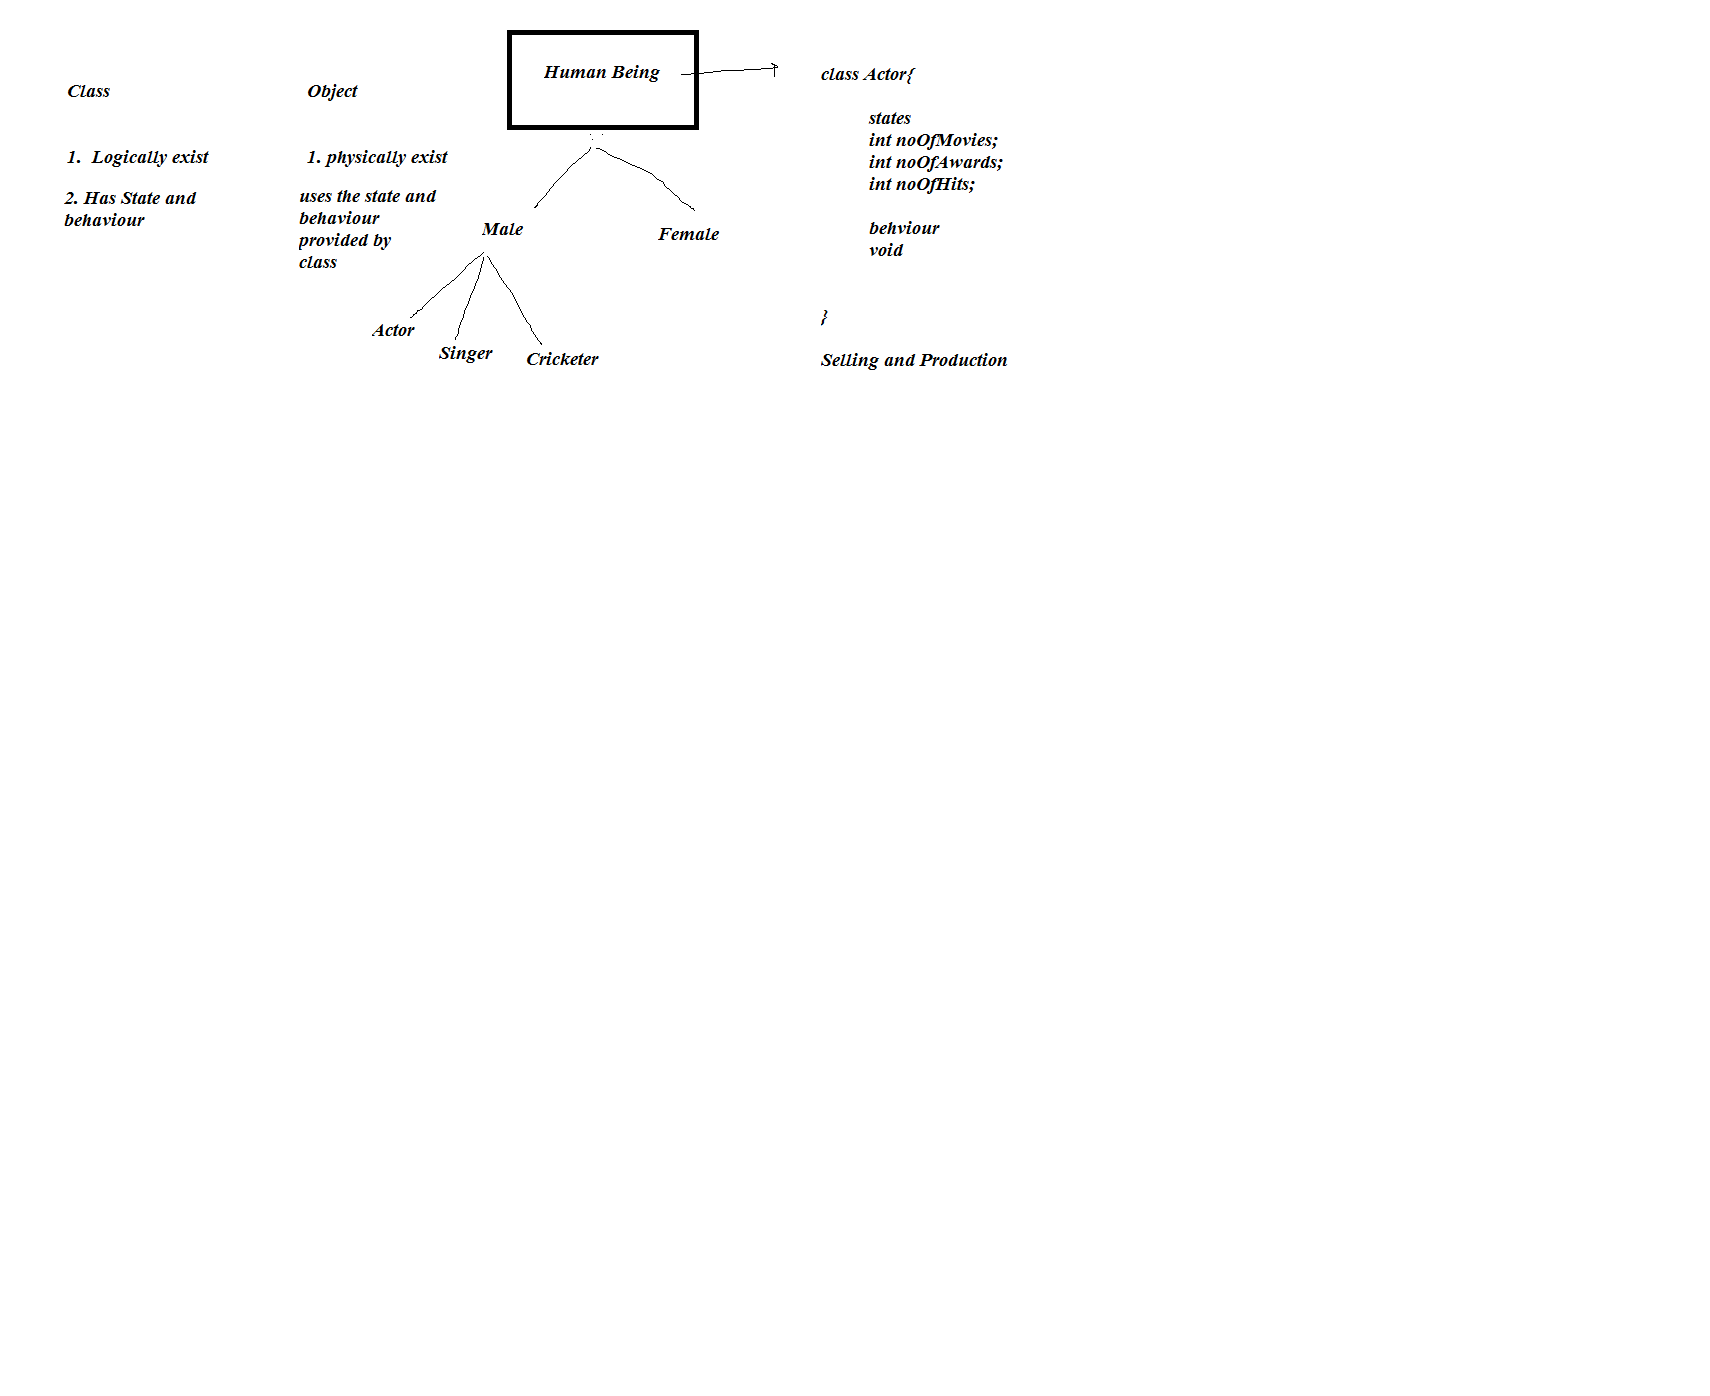 Class
1.  Logically exist
2. Has State and
behaviour
Object
1. physically exist
uses the state and
behaviour
provided by
class
Human Being
Male
Female
Actor
Singer
Cricketer
class Actor{
states
int noOfMovies;
int noOfAwards;
int noOfHits;
behviour
void
}
Selling and Production